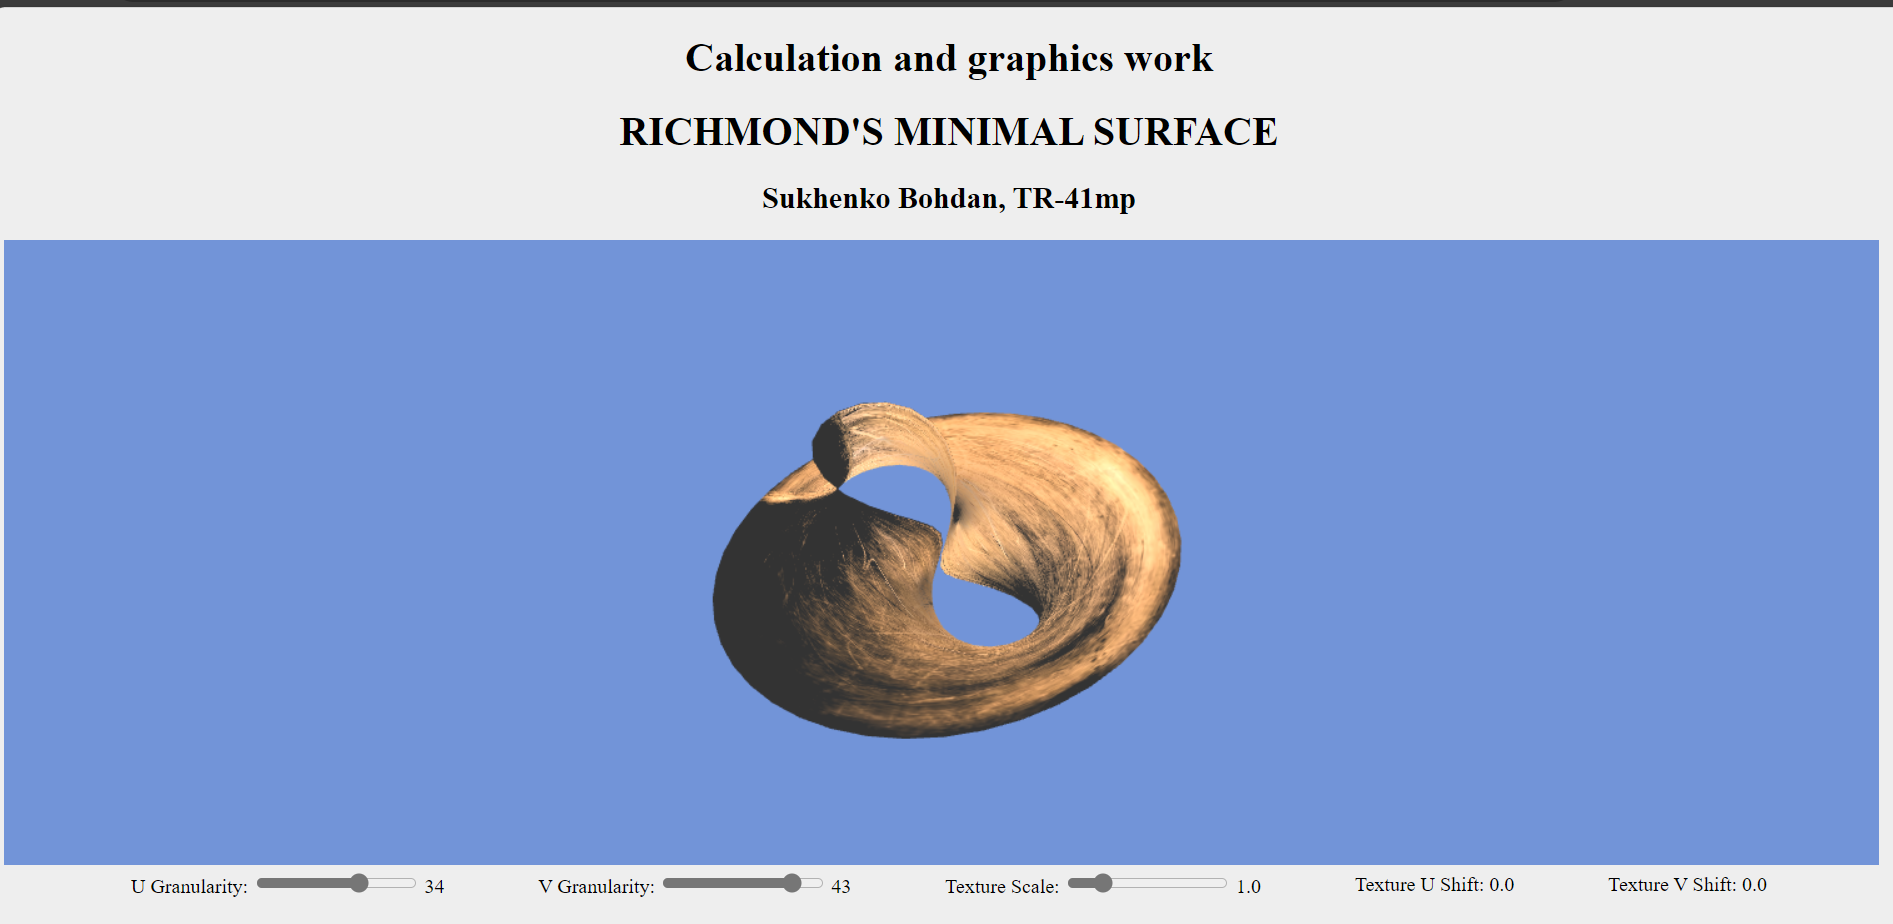 Calculation and graphics work
RICHMOND'S MINIMAL SURFACE
Sukhenko Bohdan, TR-41mp
U Granularity: 34 V Granularity: 43 Texture Scale: 1.0 Texture U Shift: 0.0 Texture V Shift: 0.0